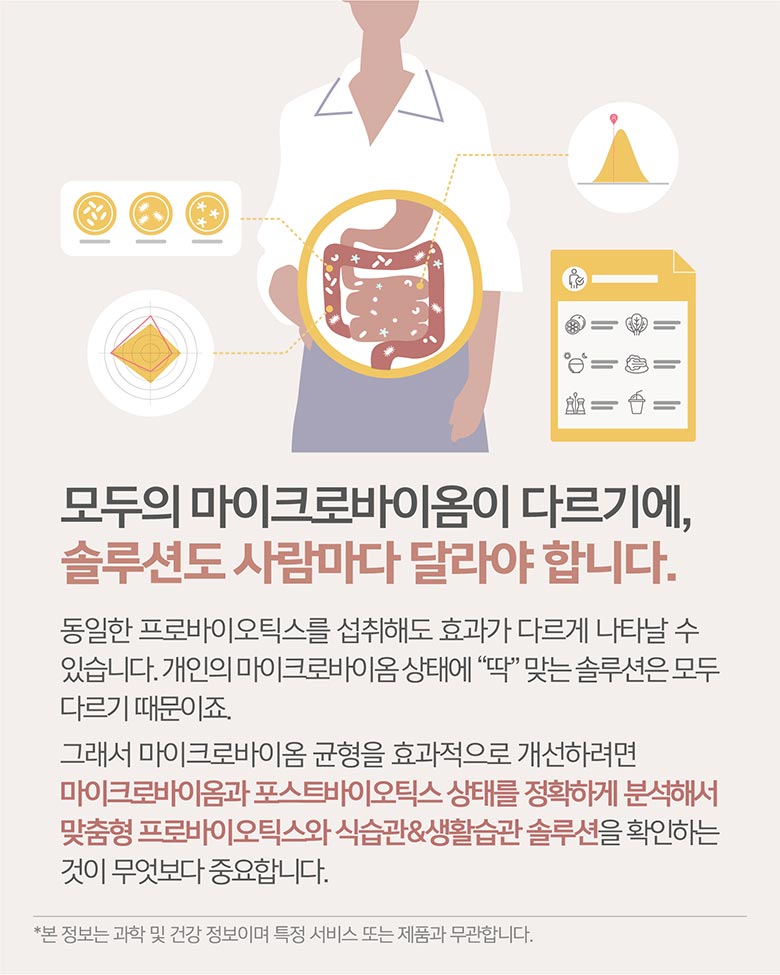 모두의 마이크로바이옴이 다르기에,
솔루션도 사람마다 달라야 합니다.
동일한 프로바이오틱스를 섭취해도 효과가 다르게 나타날 수
있습니다. 개인의 마이크로바이옴 상태에 “딱” 맞는 솔루션은 모두
다르기 때문이죠.
그래서 마이크로바이옴 균형을 효과적으로 개선하려면
마이크로바이옴과 포스트바이오틱스 상태를 정확하게 분석해서
맞춤형 프로바이오틱스와 식습관&생활습관 솔루션을 확인하는
것이 무엇보다 중요합니다.
*본 정보는 과학 및 건강 정보이며 특정 서비스 또는 제품과 무관합니다.